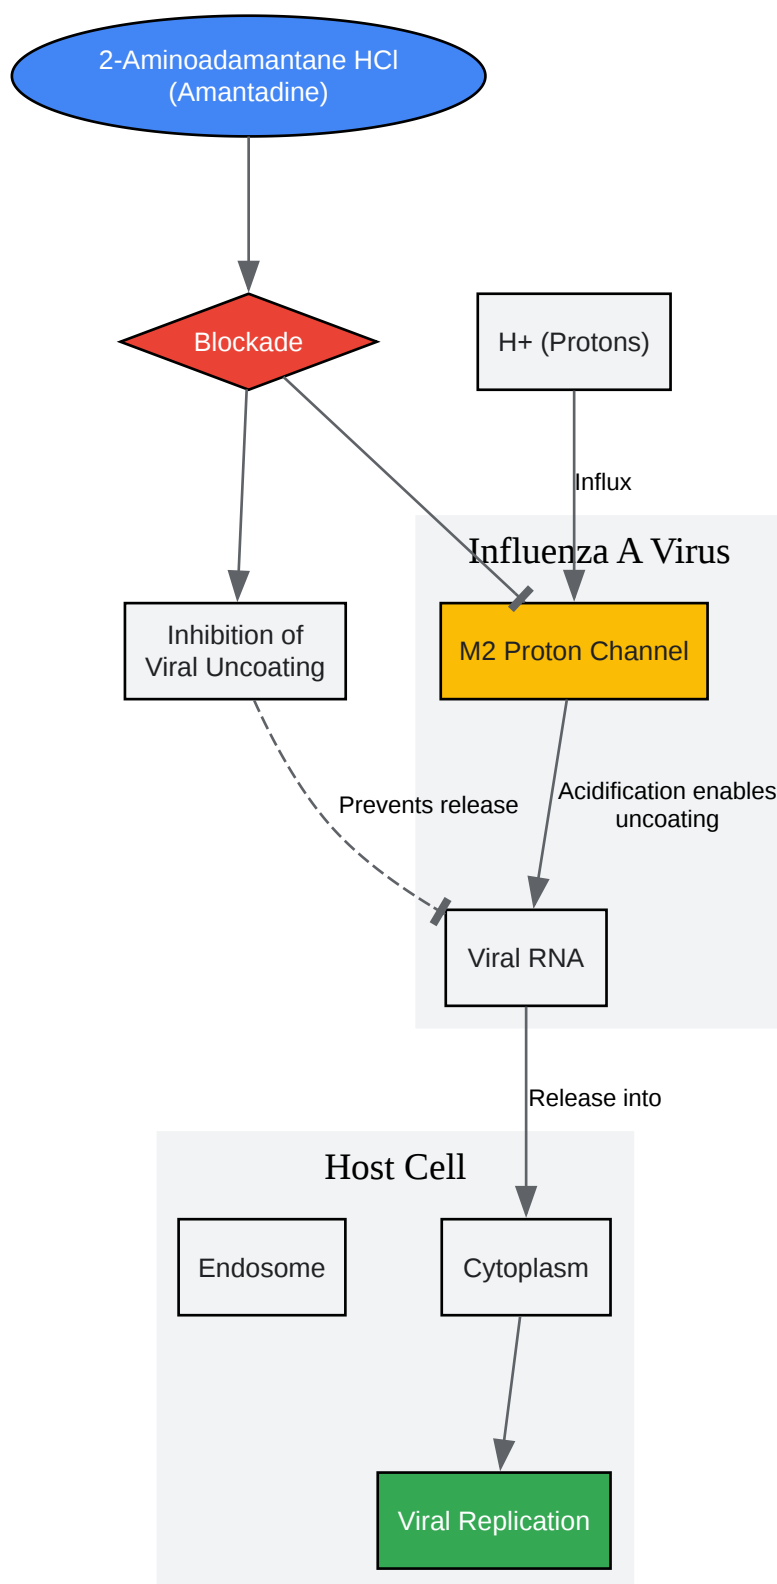 2-Aminoadamantane HCl
(Amantadine)
Blockade
H+ (Protons)
Influx
Influenza A Virus
Inhibition of
Viral Uncoating
M2 Proton Channel
Prevents release
Acidification enables
uncoating
Viral RNA
Release into
Host Cell
Endosome
Cytoplasm
Viral Replication